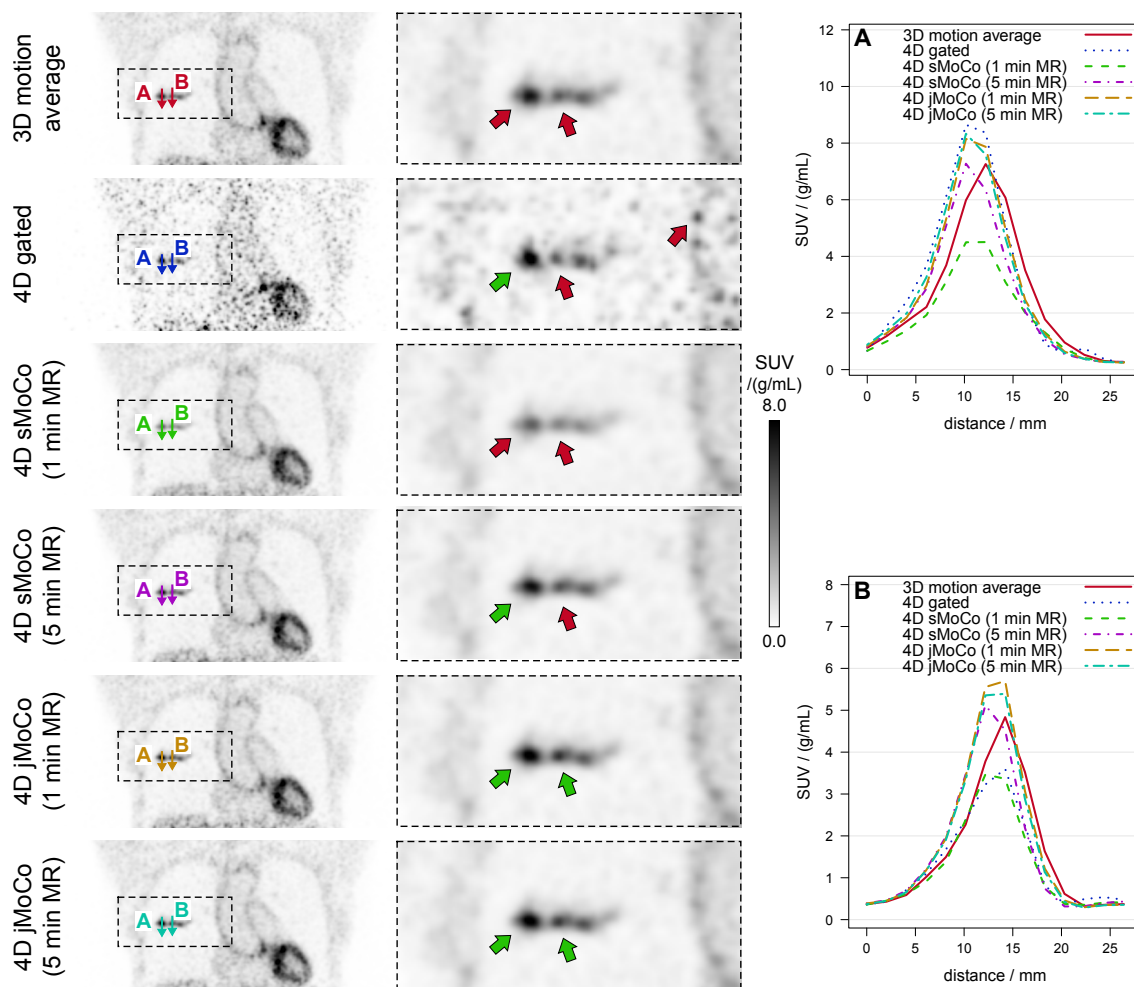 3D motion
average
A
B
4D gated
A
B
4D sMoCo
(1 min MR)
A
B
4D sMoCo
(5 min MR)
A
B
4D jMoCo
(1 min MR)
A
B
4D jMoCo
(5 min MR)
A
B
SUV
/(g/mL)
8.0
0.0
A
3D motion average
4D gated
4D sMoCo (1 min MR)
4D sMoCo (5 min MR)
4D jMoCo (1 min MR)
4D jMoCo (5 min MR)
SUV / (g/mL)
12
10
8
6
4
2
0
0 5 10 15 20 25
distance / mm
B
3D motion average
4D gated
4D sMoCo (1 min MR)
4D sMoCo (5 min MR)
4D jMoCo (1 min MR)
4D jMoCo (5 min MR)
SUV / (g/mL)
8
7
6
5
4
3
2
1
0
0 5 10 15 20 25
distance / mm